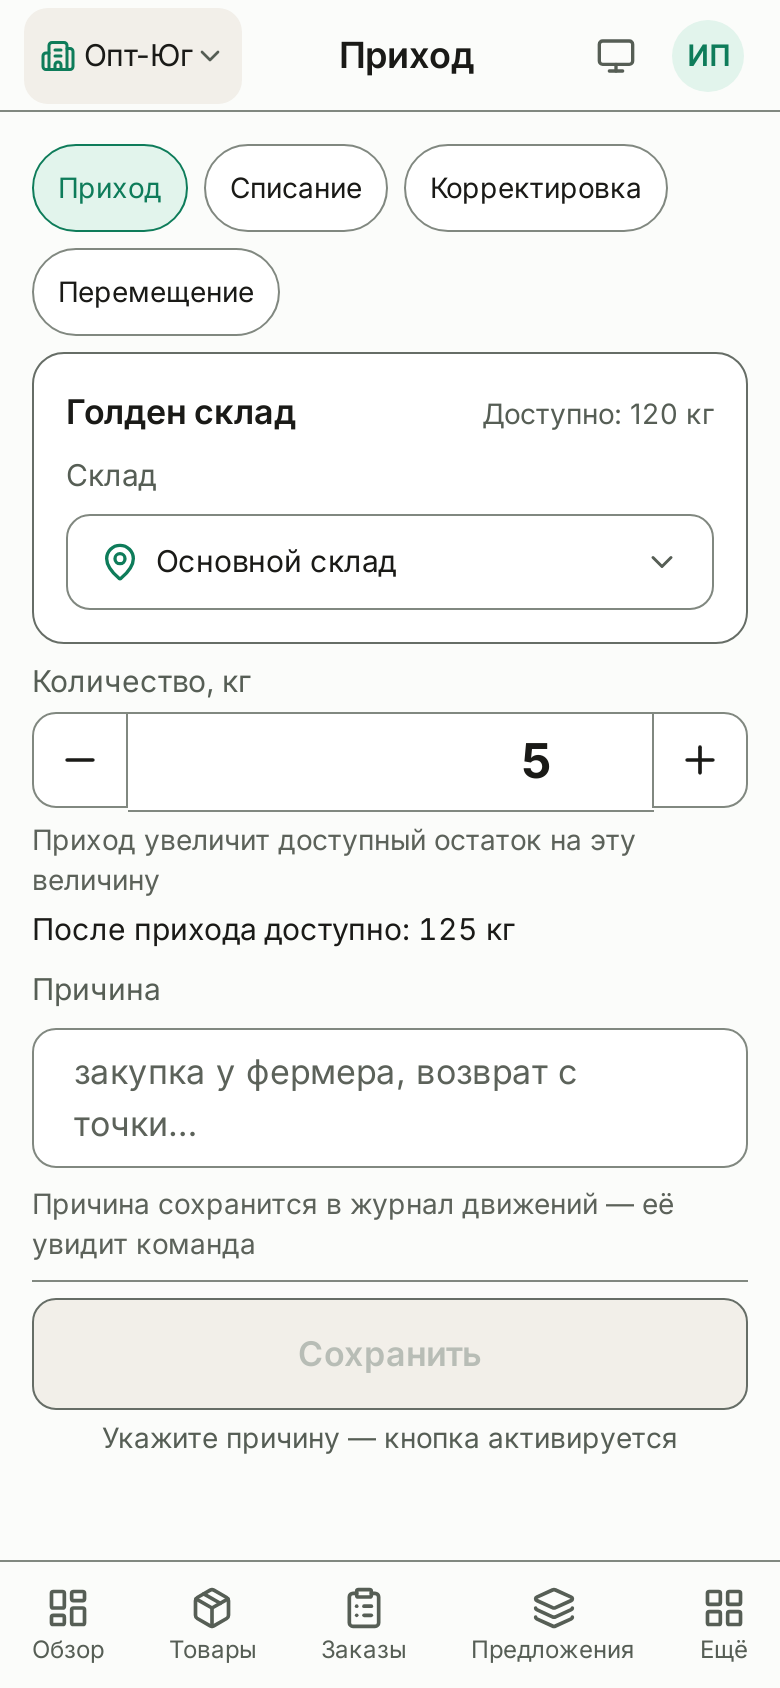 Опт-Юг
Приход
ИП
Приход
Списание
Корректировка
Перемещение
Голден склад
Доступно: 120 кг
Склад
Основной склад
Количество, кг
5
Приход увеличит доступный остаток на эту
величину
После прихода доступно: 125 кг
Причина
закупка у фермера, возврат с
точки...
Причина сохранится в журнал движений — её
увидит команда
Сохранить
Укажите причину — кнопка активируется
Обзор
Товары
Заказы
Предложения
Ещё